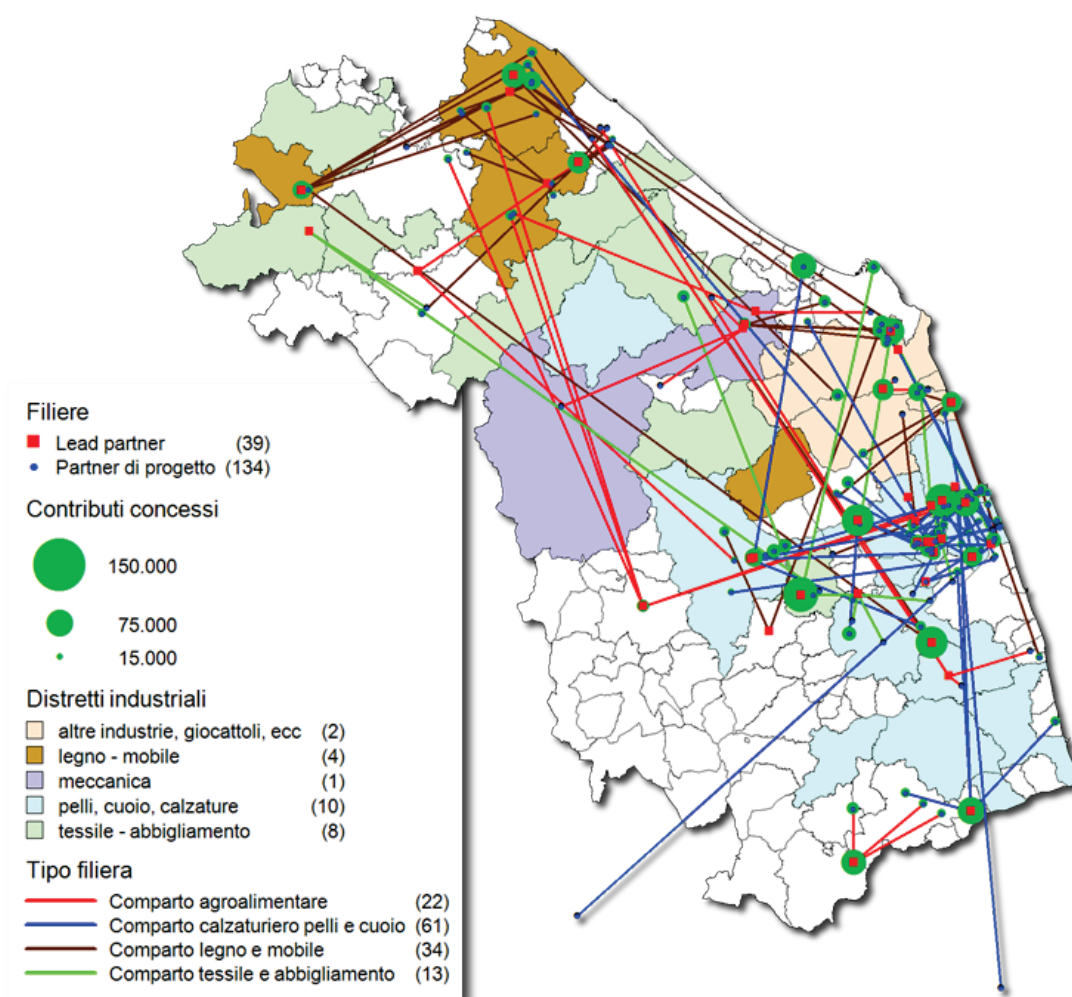 Filiere
Lead partner (39)
Partner di progetto (134)
Contributi concessi
150.000
75.000
15.000
Distretti industriali
altre industrie, giocattoli, ecc (2)
legno - mobile (4)
meccanica (1)
pelli, cuoio, calzature (10)
tessile - abbigliamento (8)
Tipo filiera
Comparto agroalimentare (22)
Comparto calzaturiero pelli e cuoio (61)
Comparto legno e mobile (34)
Comparto tessile e abbigliamento (13)